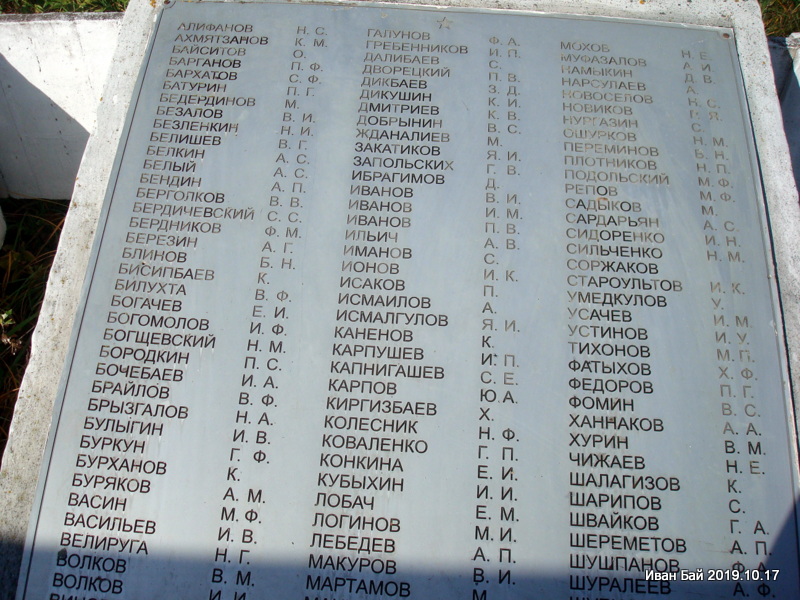 АЛИФАНОВ Н. С.
АХМЯТЗАНОВ К. М.
БАЙСИТОВ О.
БАРГАНОВ П. Ф.
БАРХАТОВ С. Ф.
БАТУРИН П. Г.
БЕДЕРДИНОВ М.
БЕЗАЛОВ В. И.
БЕЗЛЕНКИН Н. И.
БЕЛИШЕВ В. Г.
БЕЛКИН А. С.
БЕЛЫЙ А. С.
БЕНДИН А. П.
БЕРГОЛКОВ В. В.
БЕРДИЧЕВСКИЙ С. С.
БЕРДНИКОВ Ф. М.
БЕРЕЗИН А. Г.
БЛИНОВ Б. Н.
БИСИПБАЕВ К.
БИЛУХТА В. Ф.
БОГАЧЕВ Е. И.
БОГОМОЛОВ И. Ф.
БОГЩЕВСКИЙ Н. М.
БОРОДКИН П. С.
БОЧЕБАЕВ И. А.
БРАЙЛОВ В. Ф.
БРЫЗГАЛОВ Н. А.
БУЛЫГИН И. В.
БУРКУН Г. Ф.
БУРХАНОВ К.
БУРЯКОВ А. М.
ВАСИН М. Ф.
ВАСИЛЬЕВ И. В.
ВЕЛИРУГА Н. Г.
ВОЛКОВ В. М.
ВОЛКОВ
ГАЛУНОВ Ф. А.
ГРЕБЕННИКОВ И. П.
ДАЛИБАЕВ С.
ДВОРЕЦКИЙ П. В.
ДИКБАЕВ З. Д.
ДИКУШИН К. И.
ДМИТРИЕВ К. В.
ДОБРЫНИН В. С.
ЖДАНАЛИЕВ М.
ЗАКАТИКОВ Я. И.
ЗАПОЛЬСКИХ Г. В.
ИБРАГИМОВ Д.
ИВАНОВ В. И.
ИВАНОВ И. М.
ИВАНОВ П. В.
ИЛЬИЧ А. В.
ИМАНОВ С.
ИОНОВ И. К.
ИСАКОВ П.
ИСМАИЛОВ А.
ИСМАЛГУЛОВ Я. И.
КАНЕНОВ К.
КАРПУШЕВ И. П.
КАПНИГАШЕВ С. Е.
КАРПОВ Ю. А.
КИРГИЗБАЕВ Х.
КОЛЕСНИК Н. Ф.
КОВАЛЕНКО Г. П.
КОНКИНА Е. И.
КУБЫХИН И. И.
ЛОБАЧ Е. М.
ЛОГИНОВ М.
ЛЕБЕДЕВ А. П.
МАКУРОВ В. И.
МАРТАМОВ М.
МОХОВ Н. Е.
МУФАЗАЛОВ А. И.
НАМЫКИН Д. В.
НАРСУЛАЕВ А.
НОВОСЕЛОВ Н. С.
НОВИКОВ Г. Я.
НУРГАЗИН С.
ОШУРКОВ Н. М.
ПЕРЕМИНОВ Б. Н.
ПЛОТНИКОВ Н. П.
ПОДОЛЬСКИЙ М. Ф.
РЕПОВ М. Ф.
САДЫКОВ М.
САРДАРЬЯН А. С.
СИДОРЕНКО И. Н.
СИЛЬЧЕНКО Н. М.
СОРЖАКОВ
СТАРОУЛЬТОВ И. К.
УМЕДКУЛОВ У.
УСАЧЕВ И. М.
УСТИНОВ И. У.
ТИХОНОВ М. П.
ФАТЫХОВ Х. Ф.
ФЕДОРОВ П. Г.
ФОМИН В. С.
ХАННАКОВ А. А.
ХУРИН В. М.
ЧИЖАЕВ Н. Е.
ШАЛАГИЗОВ К.
ШАРИПОВ С.
ШВАЙКОВ Г. А.
ШЕРЕМЕТОВ А. П.
ШУШПАНОВ Ф. А.
ШУРАЛЕЕВ А. Ф.
Иван Бай 2019.10.17